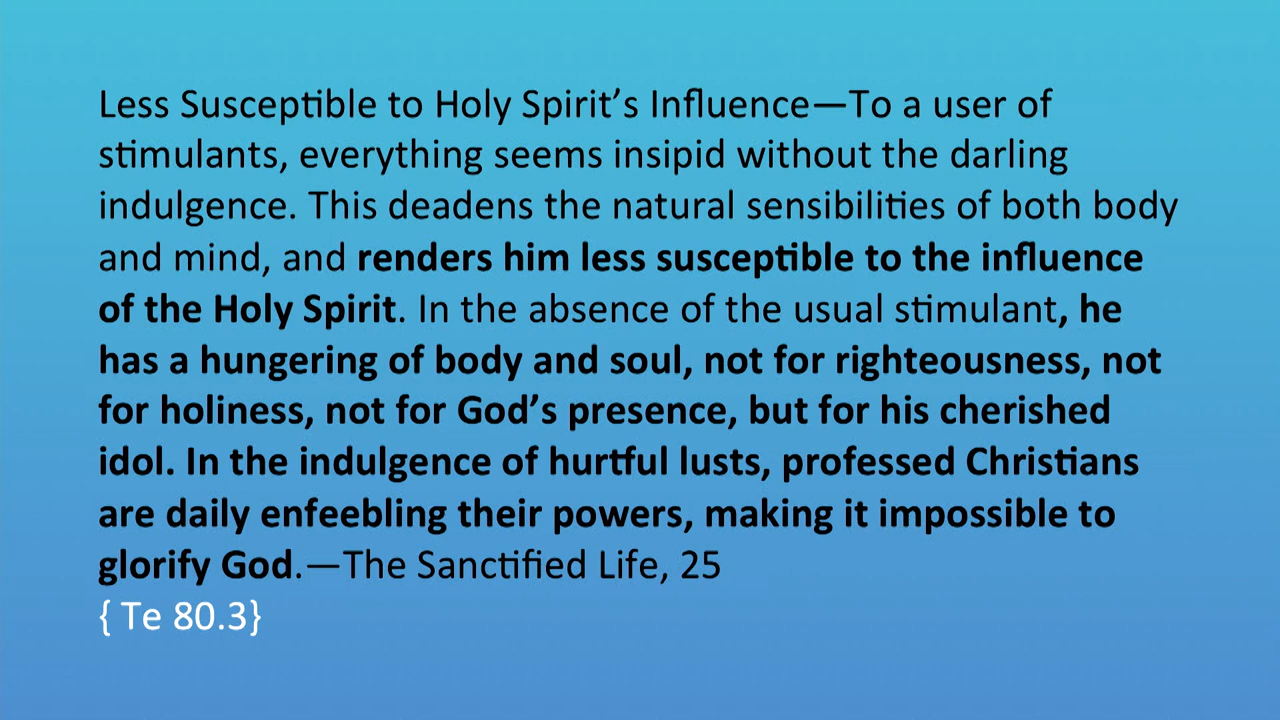 Less Susceptible to Holy Spirit’s Influence—To a user of
stimulants, everything seems insipid without the darling
indulgence. This deadens the natural sensibilities of both body
and mind, and renders him less susceptible to the influence
of the Holy Spirit. In the absence of the usual stimulant, he
has a hungering of body and soul, not for righteousness, not
for holiness, not for God’s presence, but for his cherished
idol. In the indulgence of hurtful lusts, professed Christians
are daily enfeebling their powers, making it impossible to
glorify God.—The Sanctified Life, 25
{ Te 80.3}